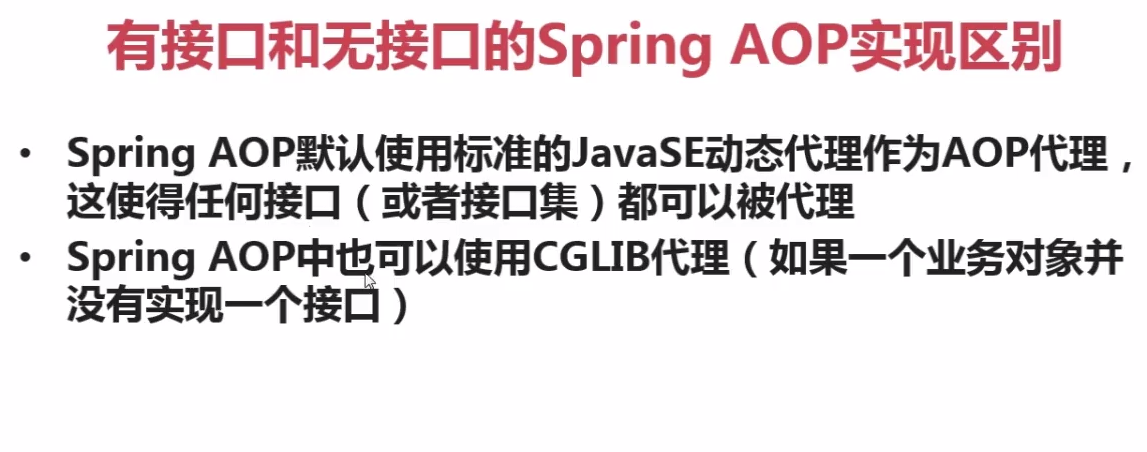 有接口和无接口的Spring AOP实现区别
• Spring AOP默认使用标准的JavaSE动态代理作为AOP代理，
这使得任何接口（或者接口集）都可以被代理
• Spring AOP中也可以使用CGLIB代理（如果一个业务对象并
没有实现一个接口）